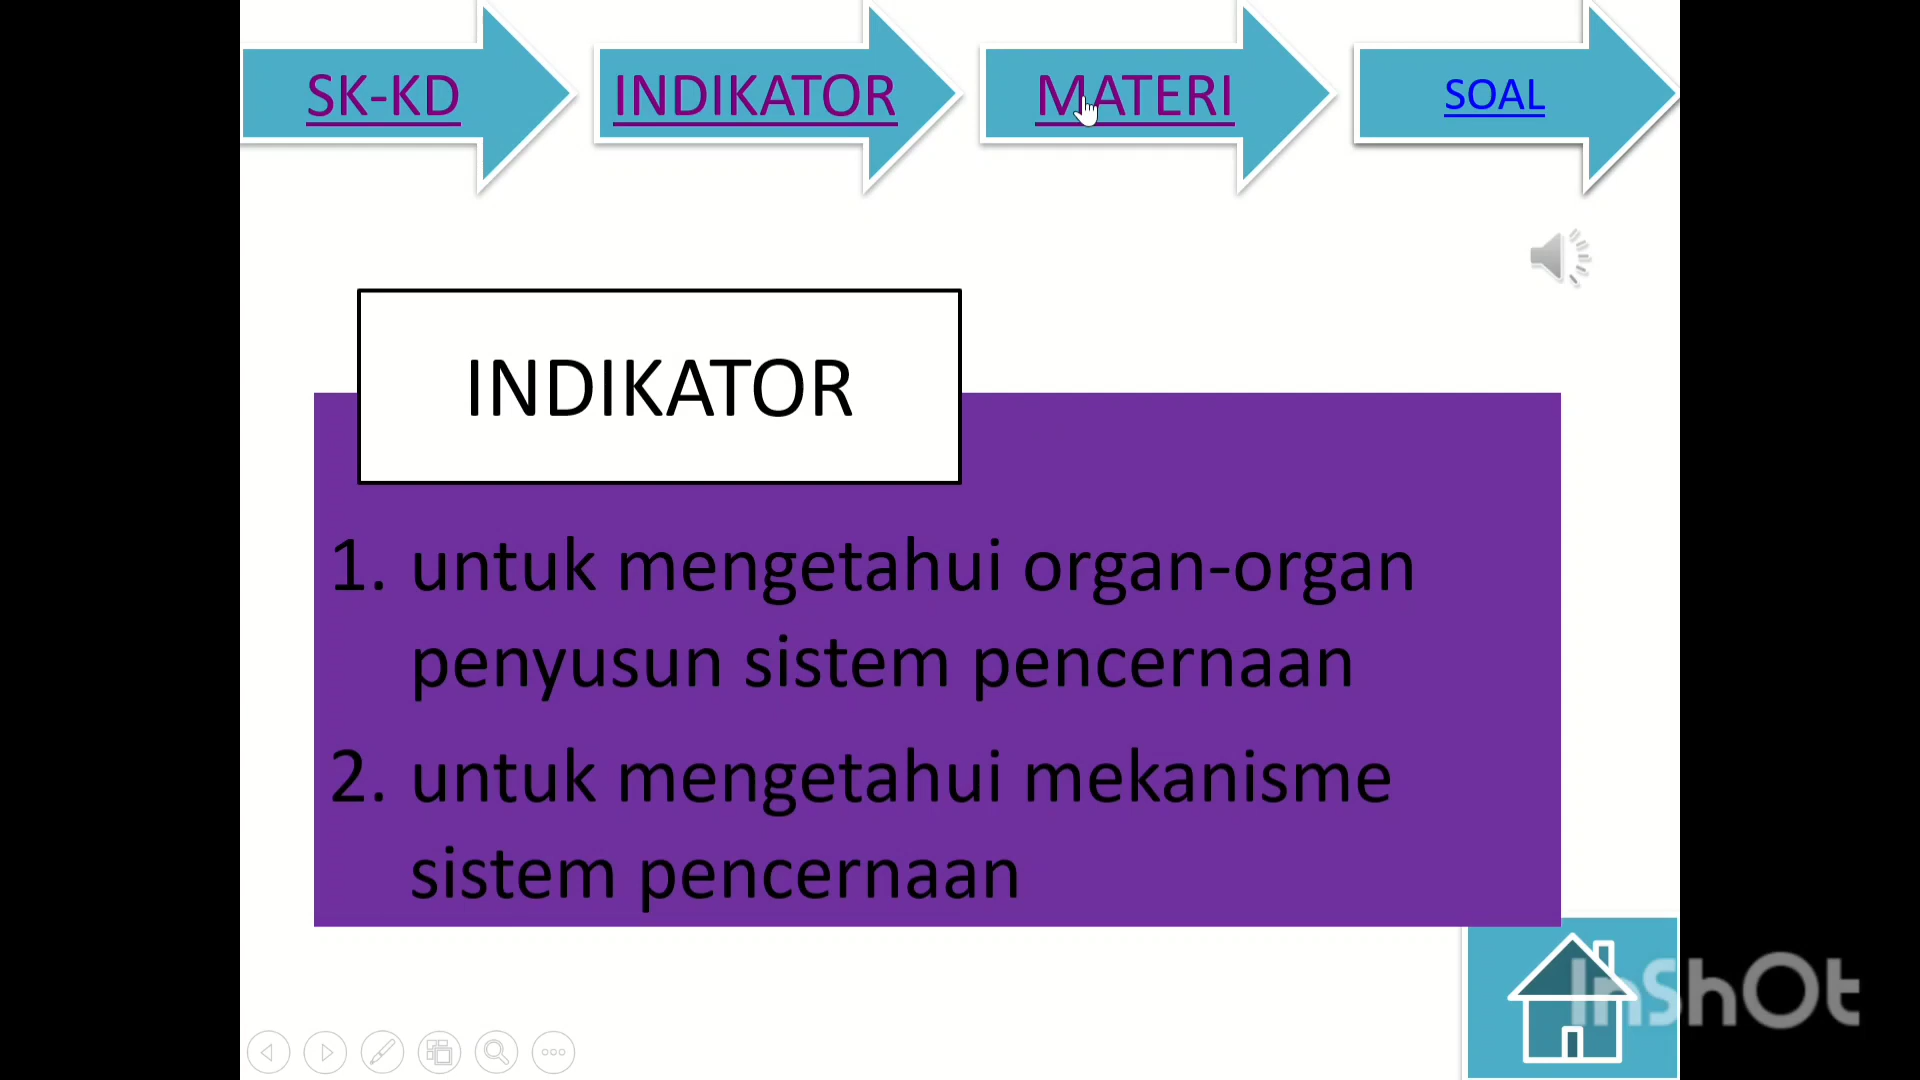 SK-KD
INDIKATOR
MATERI
SOAL
INDIKATOR
1. untuk mengetahui organ-organ
penyusun sistem pencernaan
2. untuk mengetahui mekanisme
sistem pencernaan
InShOt